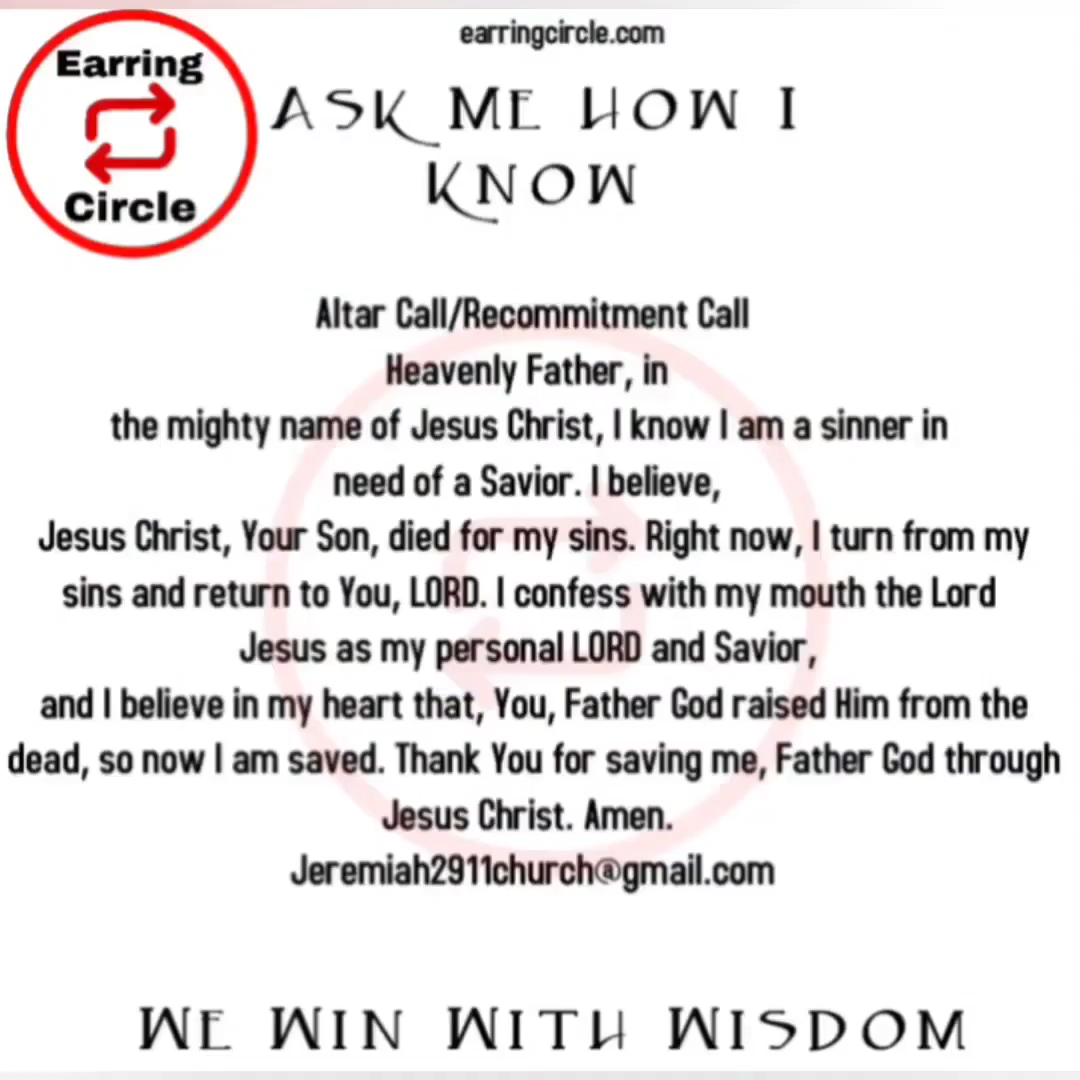 earringcircle.com
Earring
Circle
ASK ME HOW I
KNOW
Altar Call/Recommitment Call
Heavenly Father, in
the mighty name of Jesus Christ, I know I am a sinner in
need of a Savior. I believe,
Jesus Christ, Your Son, died for my sins. Right now, I turn from my
sins and return to You, LORD. I confess with my mouth the Lord
Jesus as my personal LORD and Savior,
and I believe in my heart that, You, Father God raised Him from the
dead, so now I am saved. Thank You for saving me, Father God through
Jesus Christ. Amen.
Jeremiah2911church@gmail.com
WE WIN WITH WISDOM